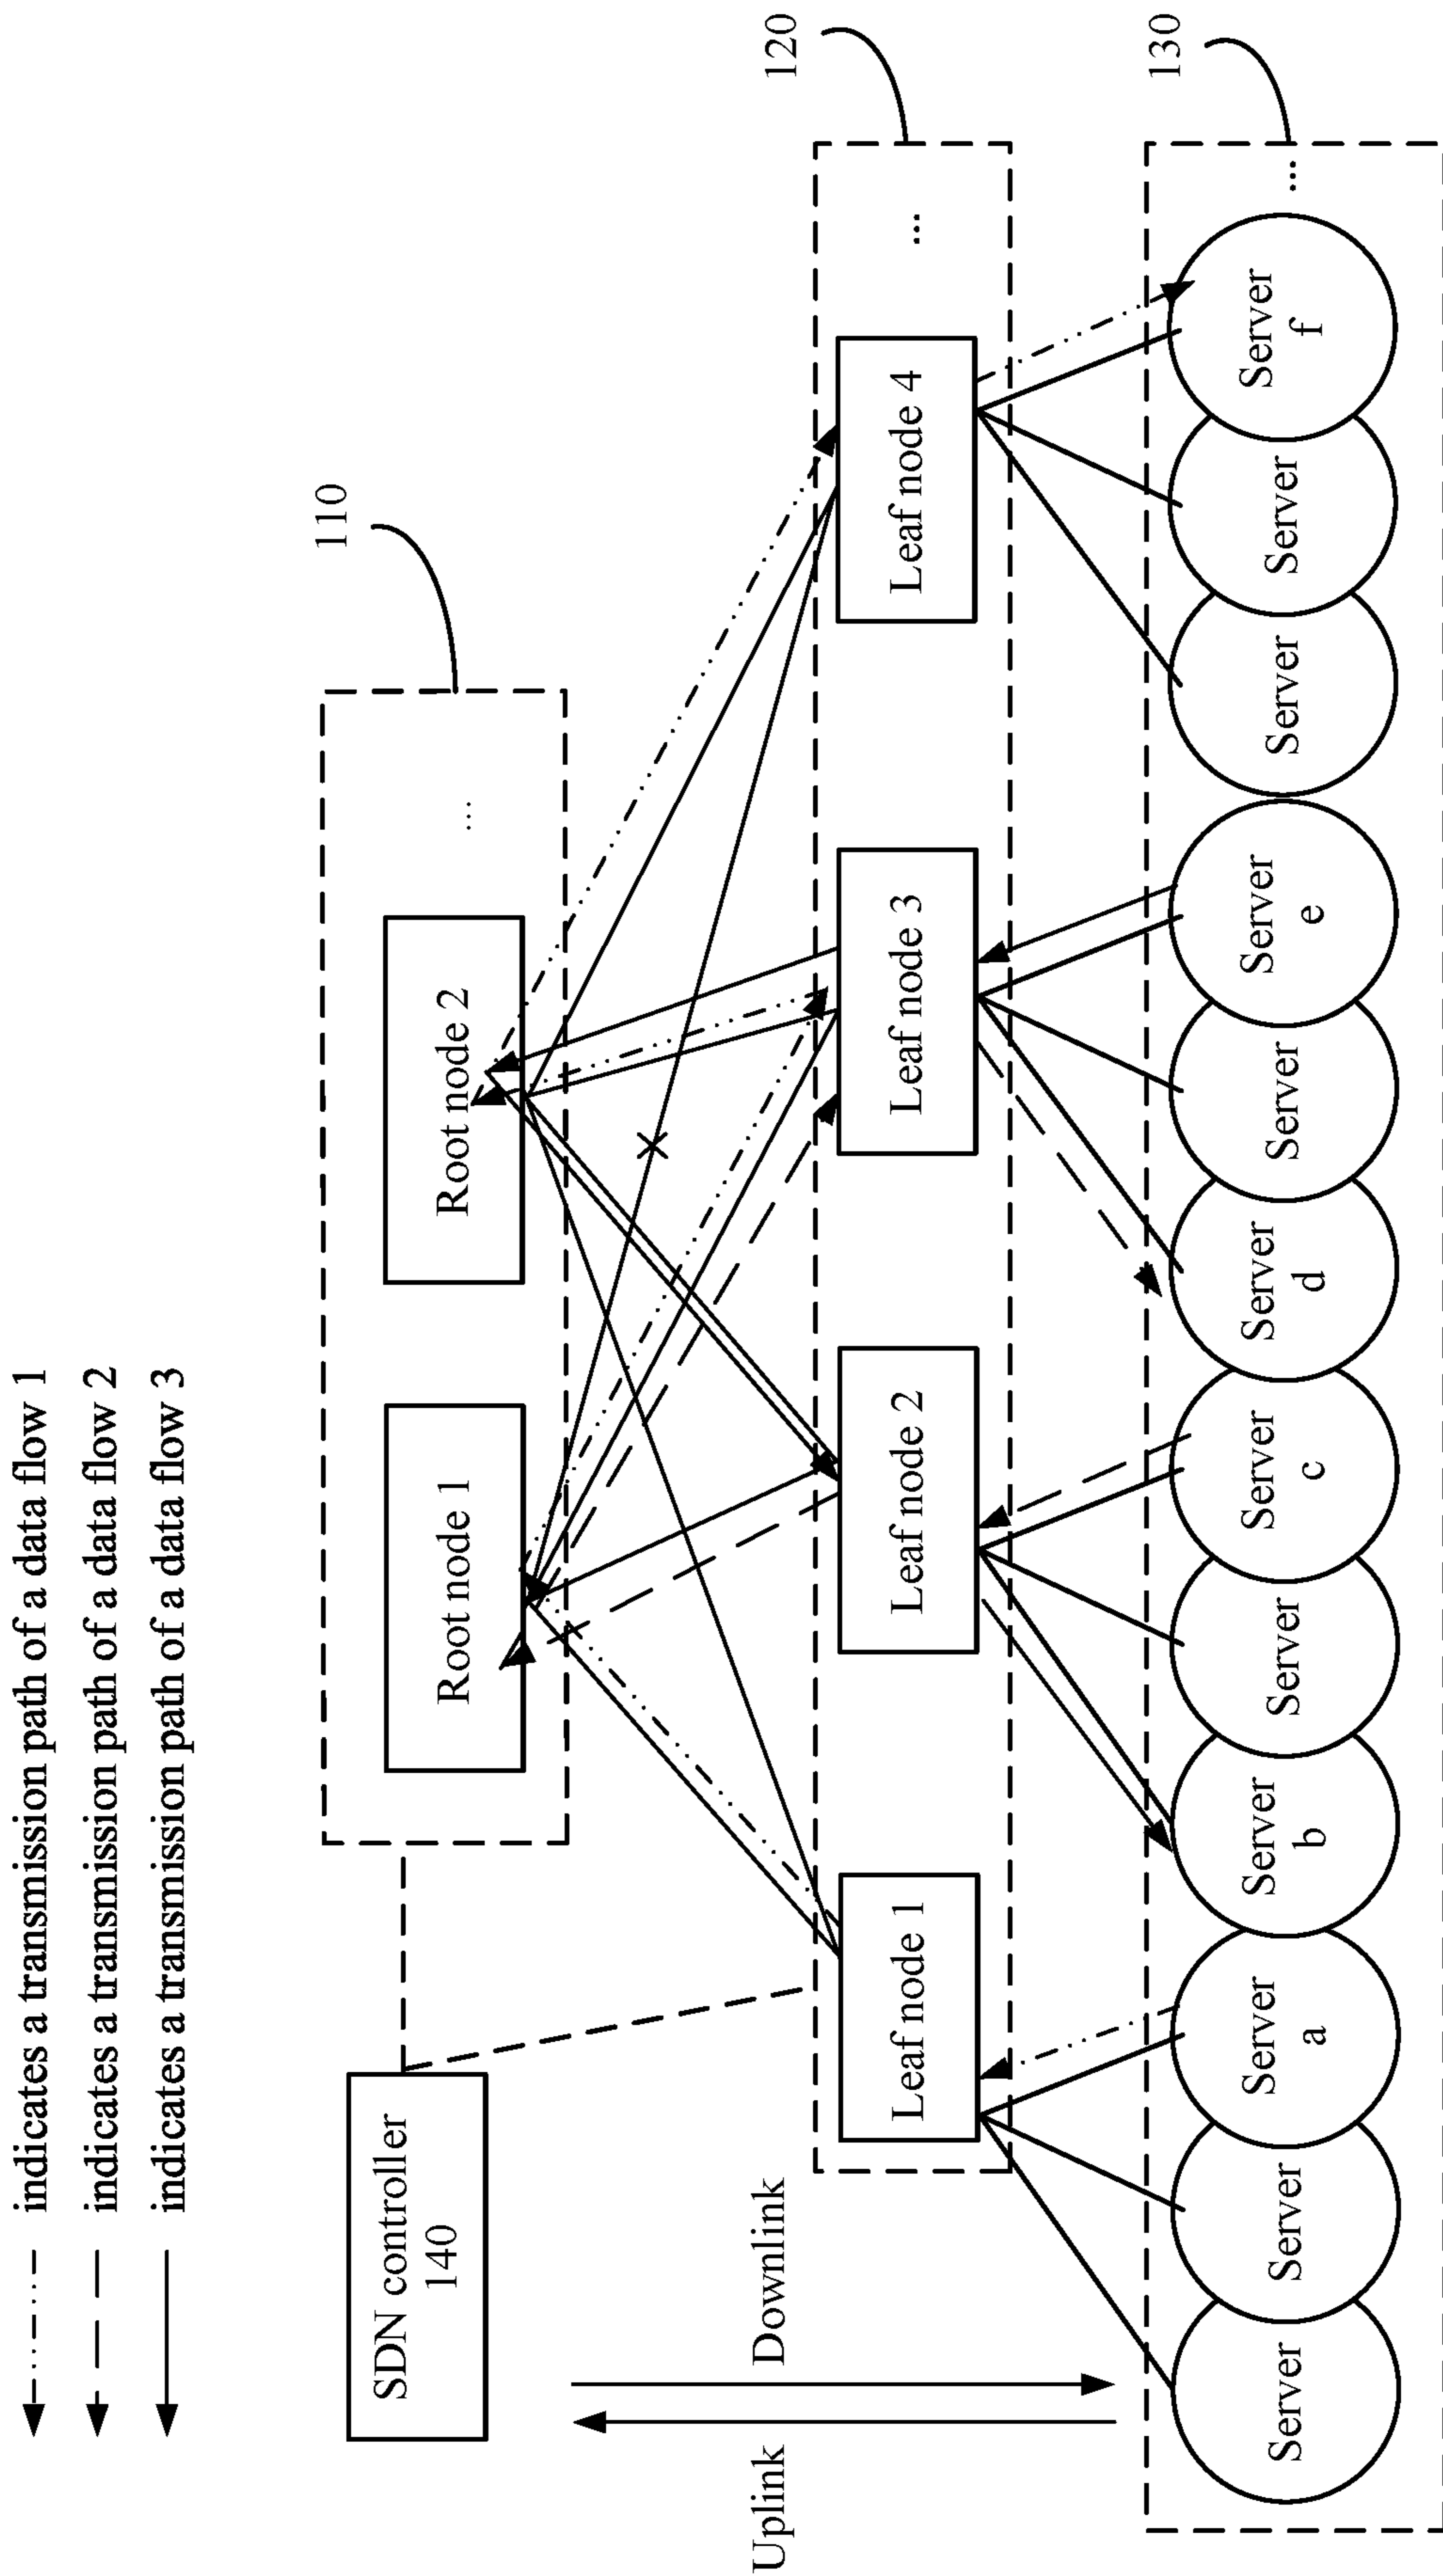 indicates a transmission path of a data flow 1
indicates a transmission path of a data flow 2
indicates a transmission path of a data flow 3
110
SDN controller
140
Root node 1
Root node 2
...
120
Leaf node 1
Leaf node 2
Leaf node 3
Leaf node 4
...
Uplink
Downlink
130
Server
Server
Server
a
Server
b
Server
Server
c
Server
d
Server
Server
e
Server
Server
Server
f
...